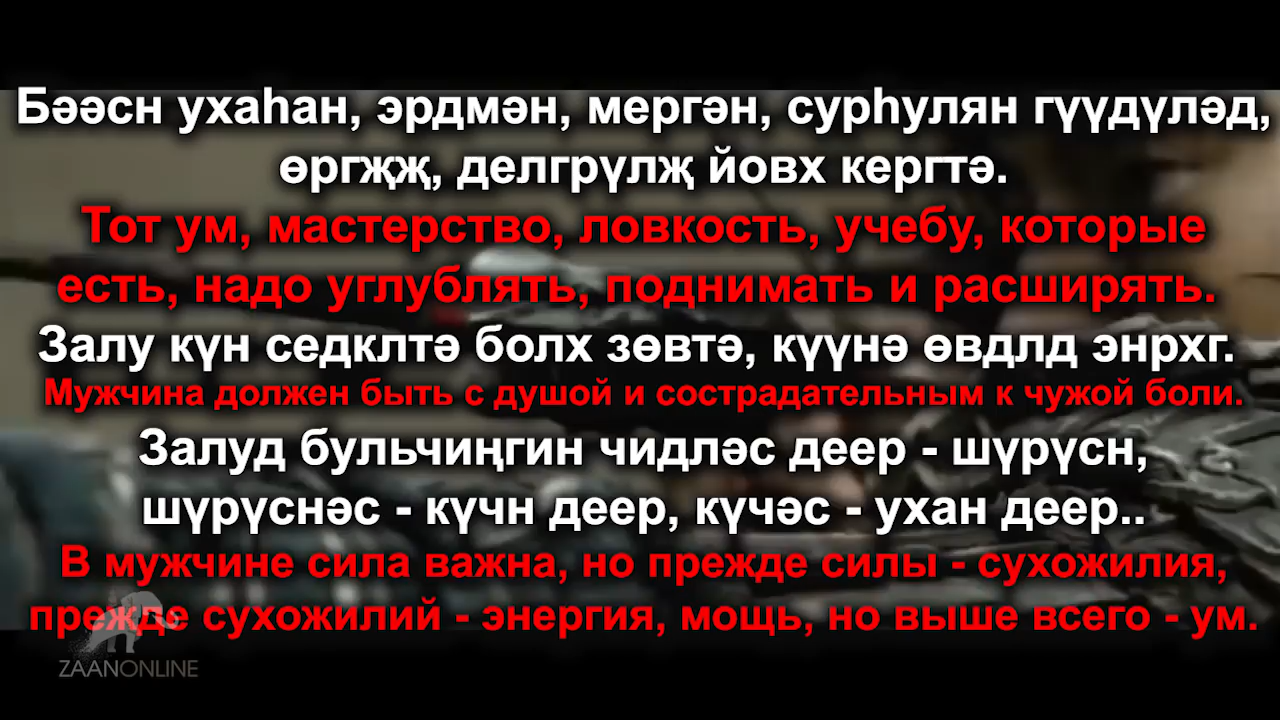 Бәәсн ухаһан, эрдмән, мергән, сурһулян гүүдүләд,
өргҗҗ, делгрүлҗ йовх кергтә.
Тот ум, мастерство, ловкость, учебу, которые
есть, надо углублять, поднимать и расширять.
Залу күн седклтә болх зөвтә, күүнә өвдлд энрхг.
Мужчина должен быть с душой и сострадательным к чужой боли.
Залуд бульчиңгин чидләс деер - шүрүсн,
шүрүснәс - күчн деер, күчәс - ухан деер..
В мужчине сила важна, но прежде силы - сухожилия,
прежде сухожилий - энергия, мощь, но выше всего - ум.
ZAANONLINE